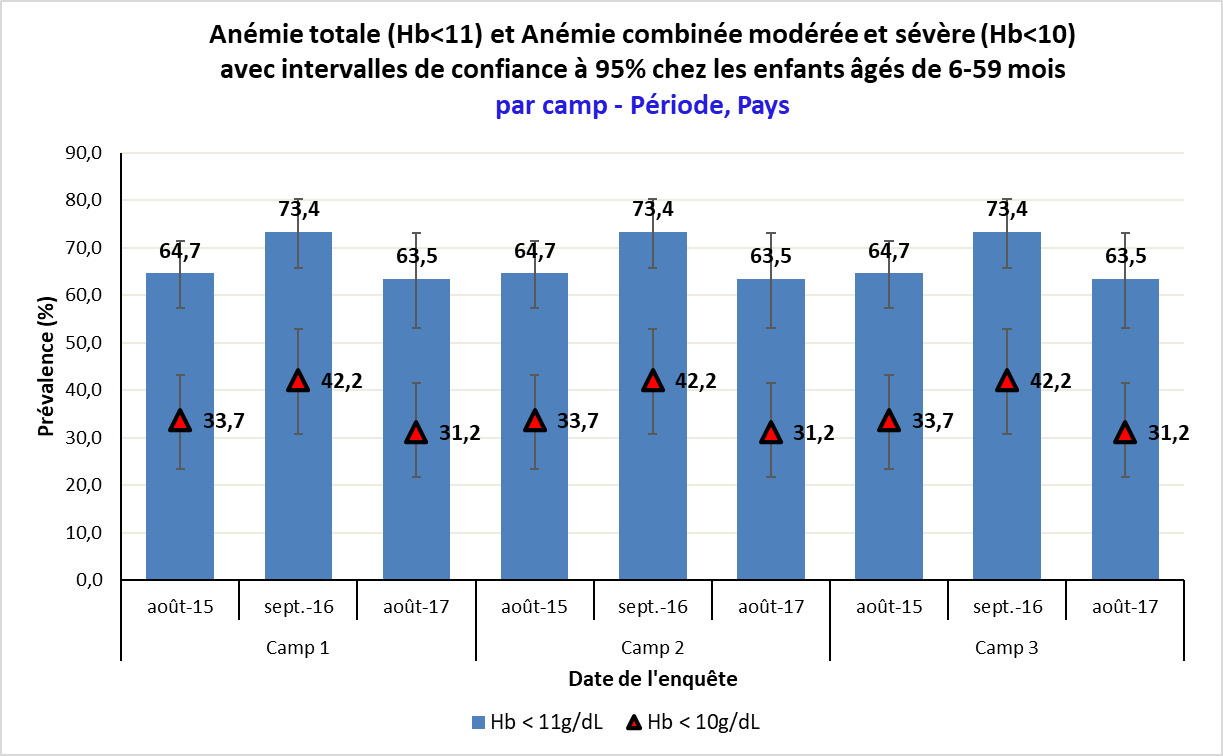 Anémie totale (Hb<11) et Anémie combinée modérée et sévère (Hb<10)
avec intervalles de confiance à 95% chez les enfants âgés de 6-59 mois
par camp - Période, Pays
Prévalence (%)
90,0
80,0
70,0
60,0
50,0
40,0
30,0
20,0
10,0
0,0
64,7 73,4 63,5 64,7 73,4 63,5 64,7 73,4 63,5
33,7 42,2 31,2 33,7 42,2 31,2 33,7 42,2 31,2
août-15 sept.-16 août-17 août-15 sept.-16 août-17 août-15 sept.-16 août-17
Camp 1 Camp 2 Camp 3
Date de l'enquête
Hb < 11g/dL Hb < 10g/dL